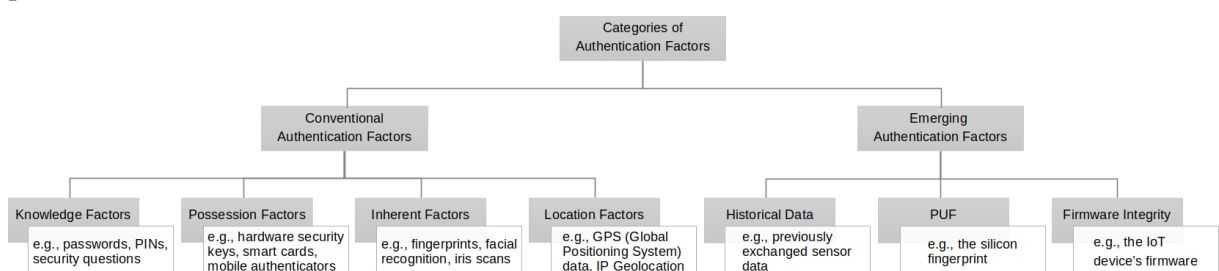 Categories of
Authentication Factors
Conventional
Authentication Factors
Emerging
Authentication Factors
Knowledge Factors
e.g., passwords, PINs,
security questions
Possession Factors
e.g., hardware security
keys, smart cards,
mobile authenticators
Inherent Factors
e.g., fingerprints, facial
recognition, iris scans
Location Factors
e.g., GPS (Global
Positioning System)
data, IP Geolocation
Historical Data
e.g., previously
exchanged sensor
data
PUF
e.g., the silicon
fingerprint
Firmware Integrity
e.g., the IoT
device's firmware